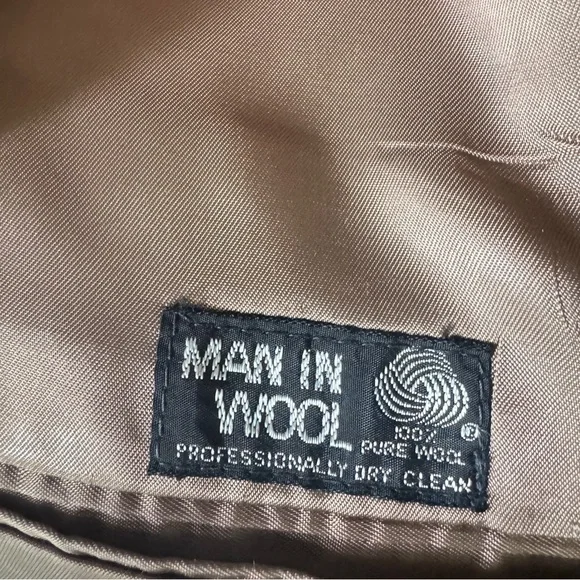 MAN IN
WOOL
100%
PURE WOOL
®
PROFESSIONALLY DRY CLEAN